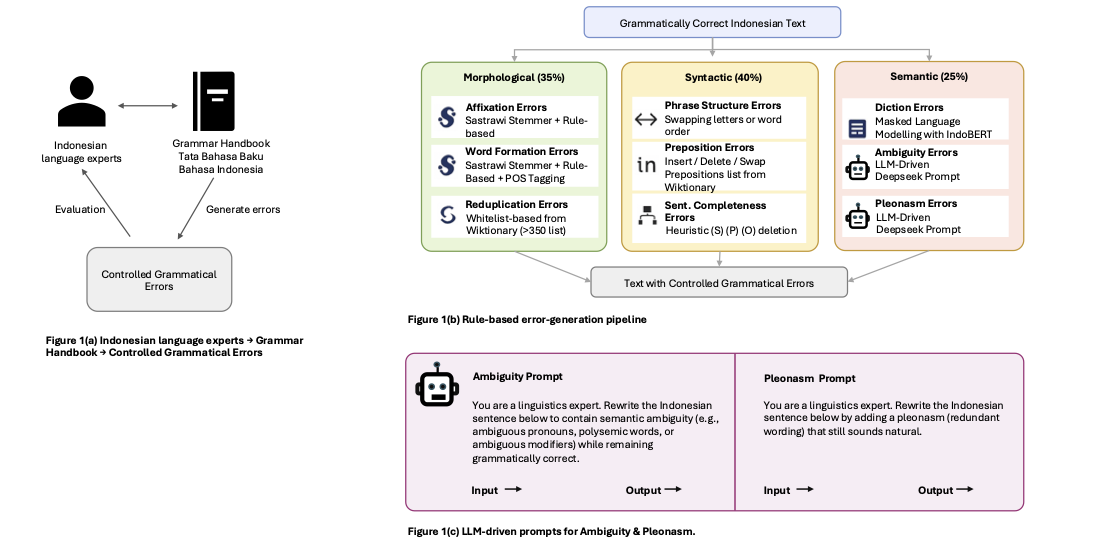 Indonesian
language experts
Grammar Handbook
Tata Bahasa Baku
Bahasa Indonesia
Evaluation
Generate errors
Controlled Grammatical
Errors
Figure 1(a) Indonesian language experts → Grammar
Handbook → Controlled Grammatical Errors
Grammatically Correct Indonesian Text
Morphological (35%)
Affixation Errors
Sastrawi Stemmer + Rule-
based
Word Formation Errors
Sastrawi Stemmer + Rule-
Based + POS Tagging
Reduplication Errors
Whitelist-based from
Wiktionary (>350 list)
Syntactic (40%)
Phrase Structure Errors
Swapping letters or word
order
in
Preposition Errors
Insert / Delete / Swap
Prepositions list from
Wiktionary
Sent. Completeness
Errors
Heuristic (S) (P) (O) deletion
Semantic (25%)
Diction Errors
Masked Language
Modelling with IndoBERT
Ambiguity Errors
LLM-Driven
Deepseek Prompt
Pleonasm Errors
LLM-Driven
Deepseek Prompt
Text with Controlled Grammatical Errors
Figure 1(b) Rule-based error-generation pipeline
Ambiguity Prompt
You are a linguistics expert. Rewrite the Indonesian
sentence below to contain semantic ambiguity (e.g.,
ambiguous pronouns, polysemic words, or
ambiguous modifiers) while remaining
grammatically correct.
Input → Output →
Pleonasm Prompt
You are a linguistics expert. Rewrite the Indonesian
sentence below by adding a pleonasm (redundant
wording) that still sounds natural.
Input → Output →
Figure 1(c) LLM-driven prompts for Ambiguity & Pleonasm.